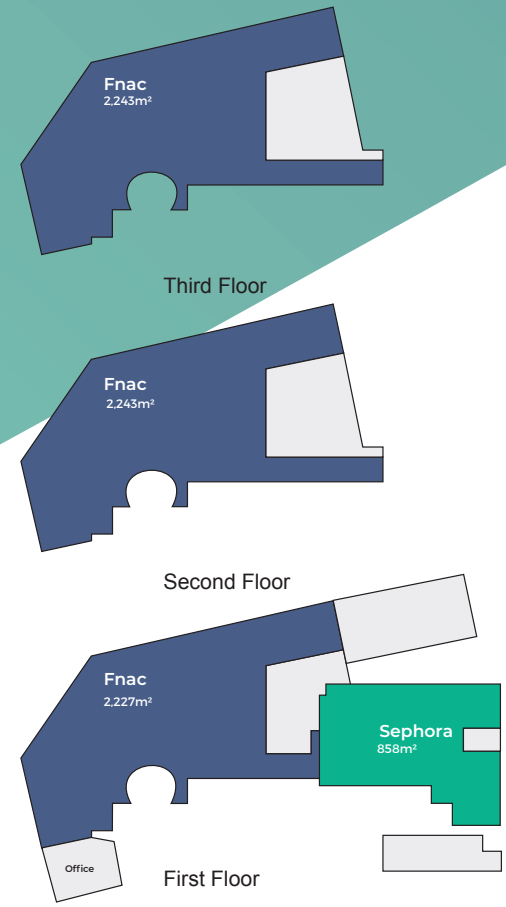 Fnac
2,243m²
Third Floor
Fnac
2,243m²
Second Floor
Fnac
2,227m²
Sephora
858m²
Office
First Floor